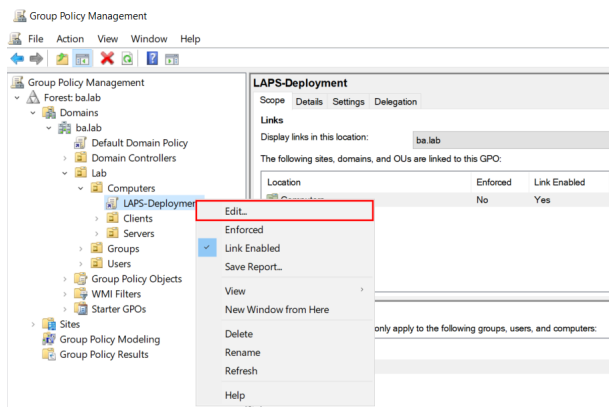 Group Policy Management
File Action View Window Help
Group Policy Management
Forest: ba.lab
Domains
ba.lab
Default Domain Policy
Domain Controllers
Lab
Computers
LAPS-Deploymen
Clients
Servers
Groups
Users
Group Policy Objects
WMI Filters
Starter GPOs
Sites
Group Policy Modeling
Group Policy Results
LAPS-Deployment
Scope Details Settings Delegation
Links
Display links in this location: ba.lab
The following sites, domains, and OUs are linked to this GPO:
Location Enforced Link Enabled
No Yes
Edit...
Enforced
Link Enabled
Save Report...
View
New Window from Here
Delete
Rename
Refresh
Help
only apply to the following groups, users, and computers: